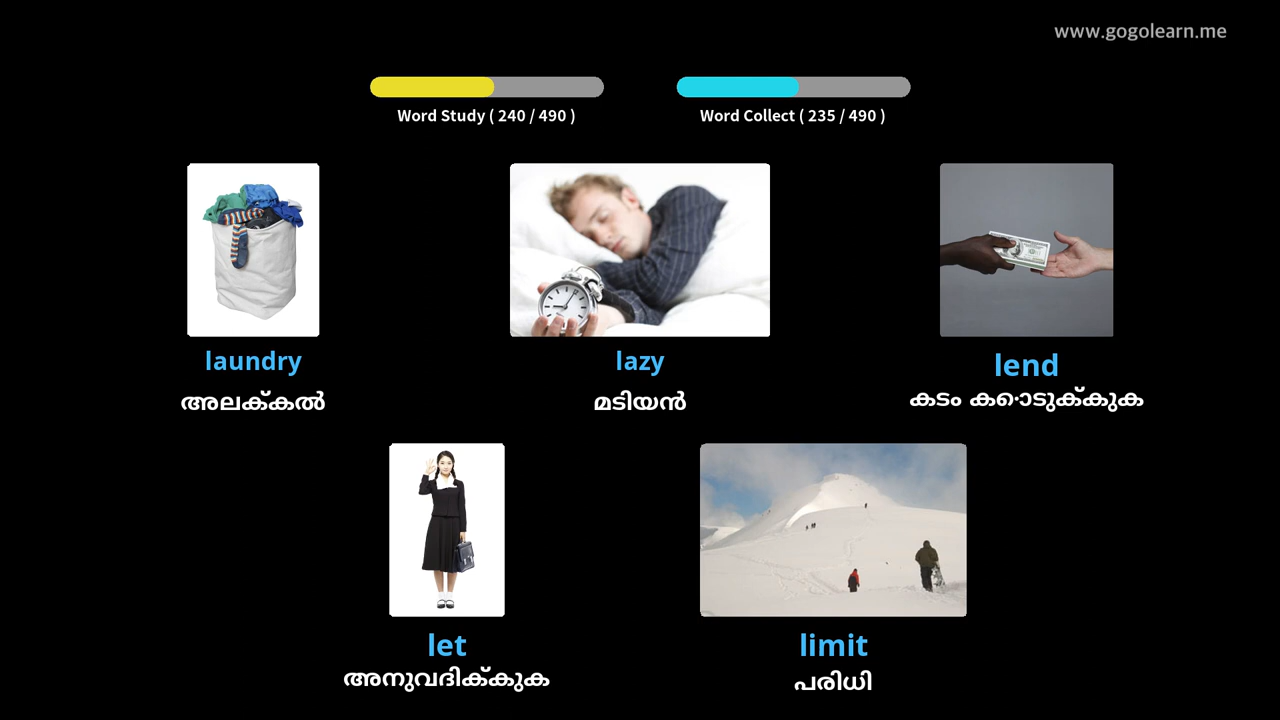 www.gogolearn.me
Word Study ( 240 / 490 )
Word Collect ( 235 / 490 )
laundry
lazy
lend
അലക്കൽ
മടിയൻ
കടം കൊടുക്കുക
let
limit
അനുവദിക്കുക
പരിധി